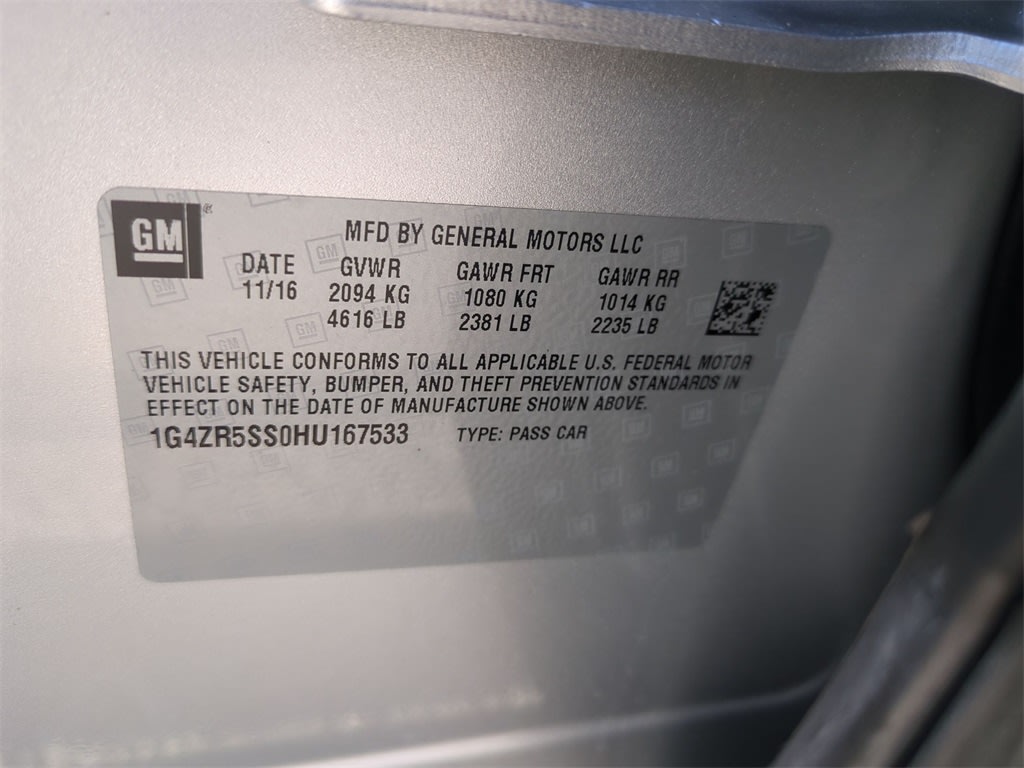 GM
MFD BY GENERAL MOTORS LLC
DATE GVWR GAWR FRT GAWR RR
11/16 2094 KG 1080 KG 1014 KG
4616 LB 2381 LB 2235 LB
THIS VEHICLE CONFORMS TO ALL APPLICABLE U.S. FEDERAL MOTOR
VEHICLE SAFETY, BUMPER, AND THEFT PREVENTION STANDARDS IN
EFFECT ON THE DATE OF MANUFACTURE SHOWN ABOVE.
1G4ZR5SS0HU167533 TYPE: PASS CAR